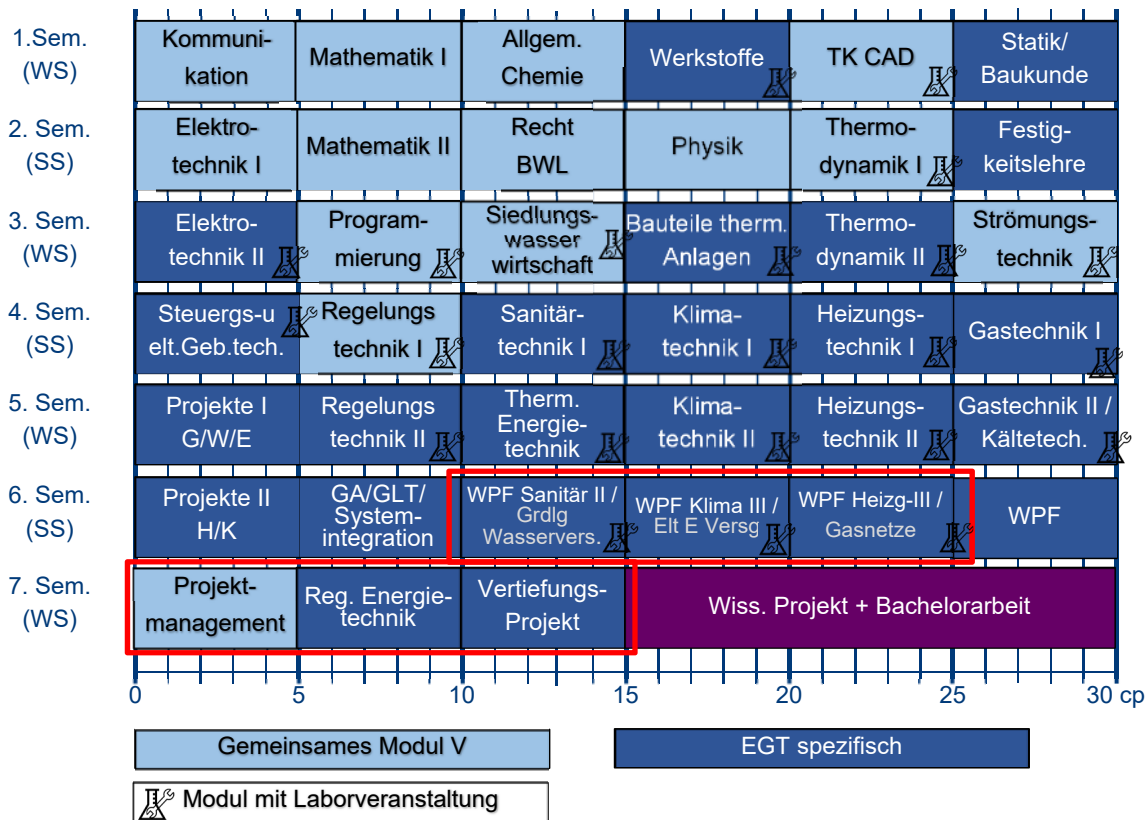 1.Sem.
(WS)
Kommuni-
kation
Mathematik I
Allgem.
Chemie
Werkstoffe
TK CAD
Statik/
Baukunde
2. Sem.
(SS)
Elektro-
technik I
Mathematik II
Recht
BWL
Physik
Thermo-
dynamik I
Festig-
keitslehre
3. Sem.
(WS)
Elektro-
technik II
Program-
mierung
Siedlungs-
wasser
wirtschaft
Bauteile therm.
Anlagen
Thermo-
dynamik II
Strömungs-
technik
4. Sem.
(SS)
Steuergs-u
elt.Geb.tech.
Regelungs
technik I
Sanitär-
technik I
Klima-
technik I
Heizungs-
technik I
Gastechnik I
5. Sem.
(WS)
Projekte I
G/W/E
Regelungs
technik II
Therm.
Energie-
technik
Klima-
technik II
Heizungs-
technik II
Gastechnik II /
Kältetech.
6. Sem.
(SS)
Projekte II
H/K
GA/GLT/
System-
integration
WPF Sanitär II /
Grdlg
Wasservers.
WPF Klima III /
Elt E Versg
WPF Heizg-III /
Gasnetze
WPF
7. Sem.
(WS)
Projekt-
management
Reg. Energie-
technik
Vertiefungs-
Projekt
Wiss. Projekt + Bachelorarbeit
0 5 10 15 20 25 30 cp
Gemeinsames Modul V
EGT spezifisch
Modul mit Laborveranstaltung